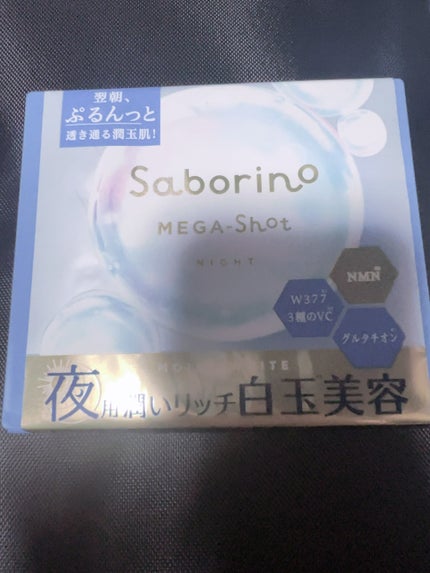 翌朝、
ぷるんっと
透き通る潤玉肌!
Saborino
MEGA-Shot
NIGHT
NMN
W377
3種のVC
グルタチオン
夜用潤いリッチ白玉美容